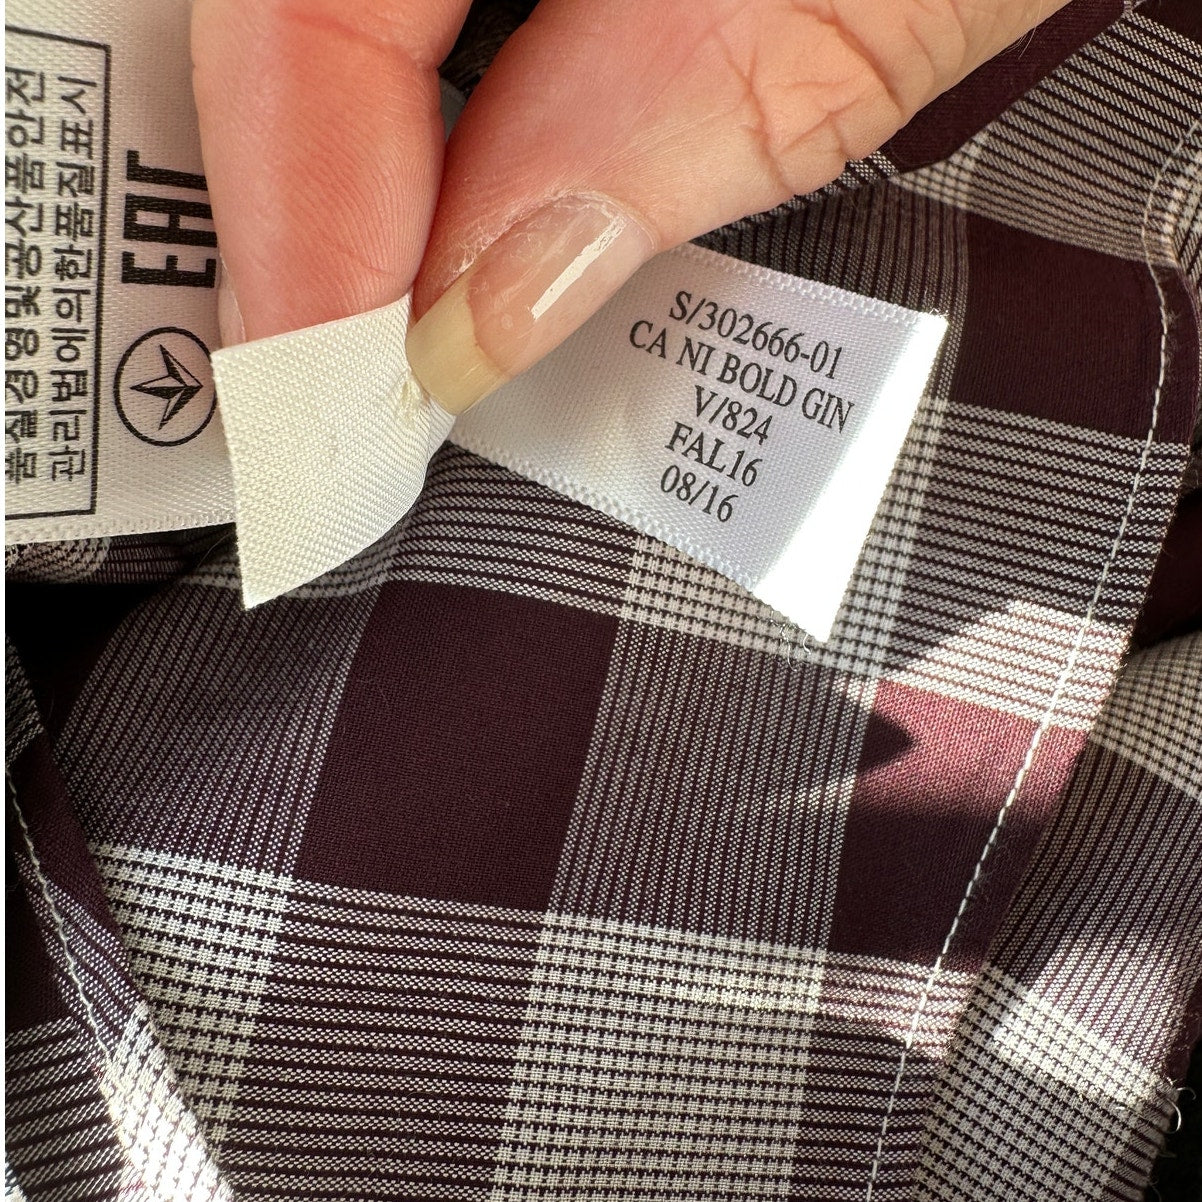 품질경영 및 공산품안전
관리법에 의한 품질표시
EAC
S/302666-01
CA NI BOLD GIN
V/824
FAL16
08/16